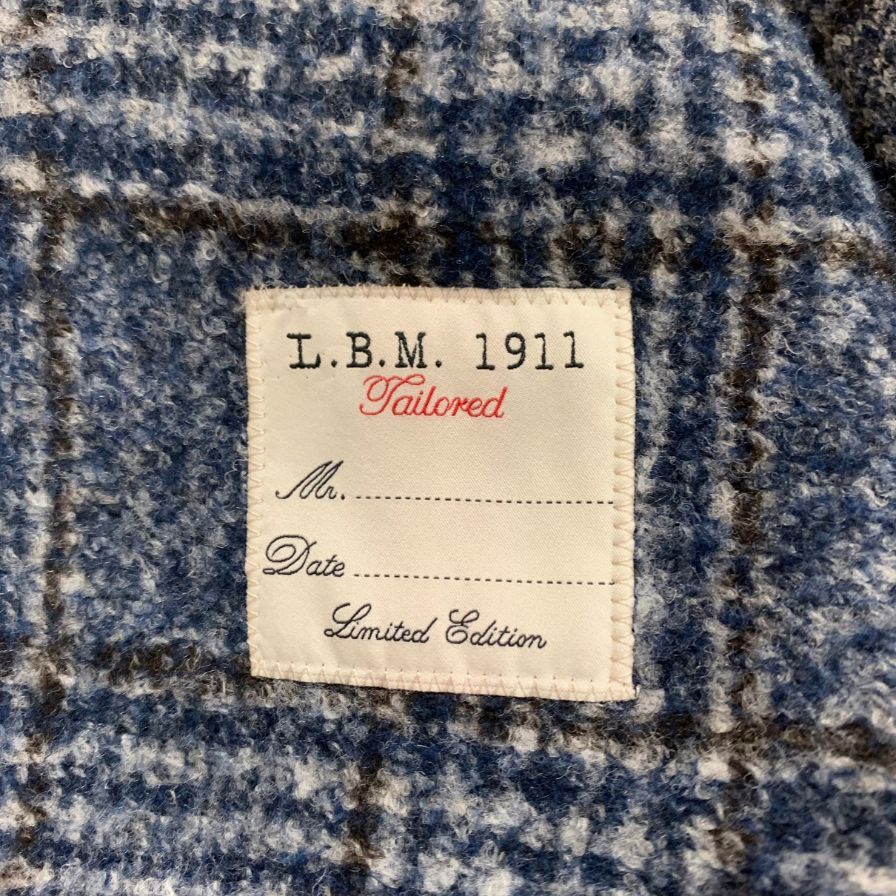 L.B.M. 1911
Tailored
Mr. ........................................
Date ........................................
Limited Edition